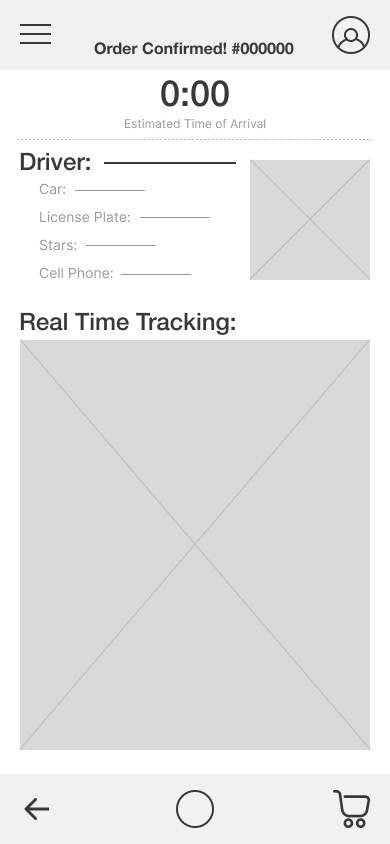 Order Confirmed! #000000
0:00
Estimated Time of Arrival
Driver:
Car:
License Plate:
Stars:
Cell Phone:
Real Time Tracking: